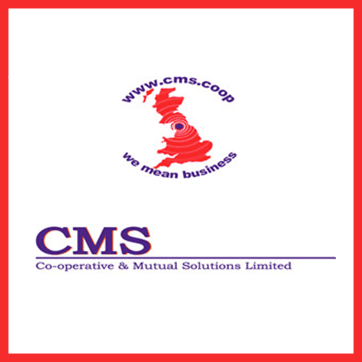 www.cms.coop
we mean business
CMS
Co-operative & Mutual Solutions Limited